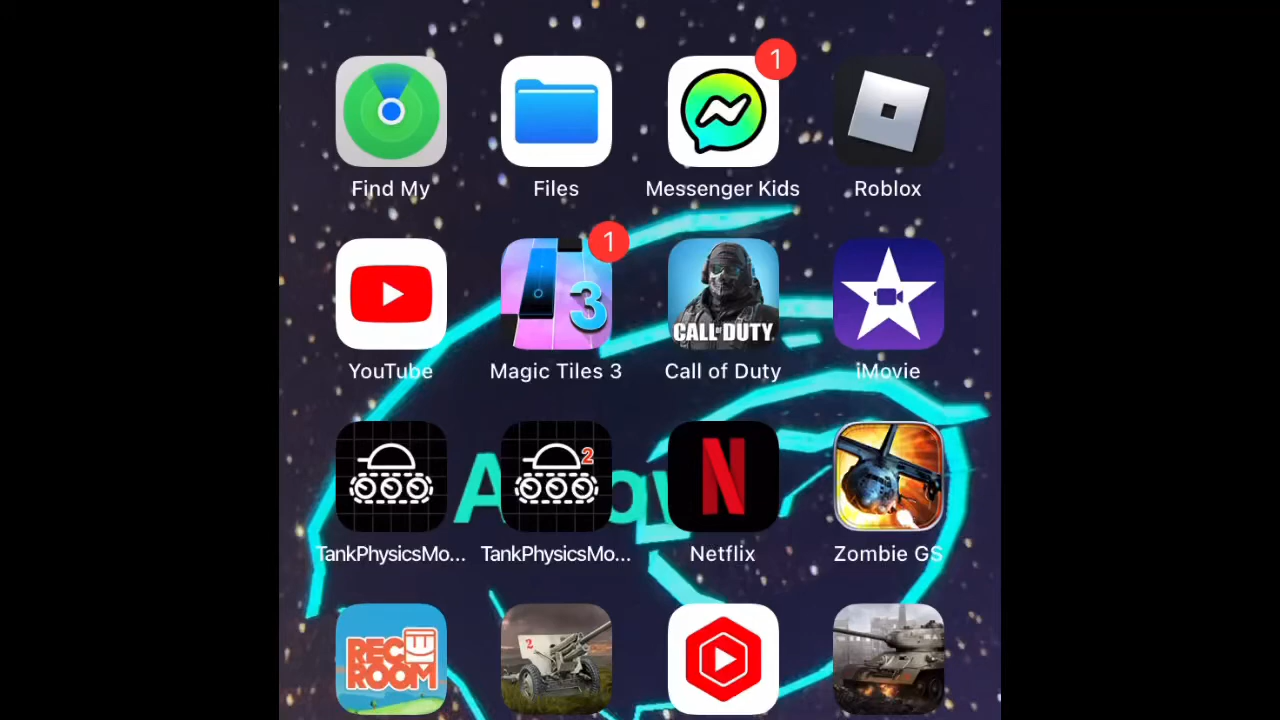 1
Find My
Files
Messenger Kids
Roblox
1
3
CALL OF DUTY
YouTube
Magic Tiles 3
Call of Duty
iMovie
2
N
TankPhysicsMo...
TankPhysicsMo...
Netflix
Zombie GS
REC
ROOM
2